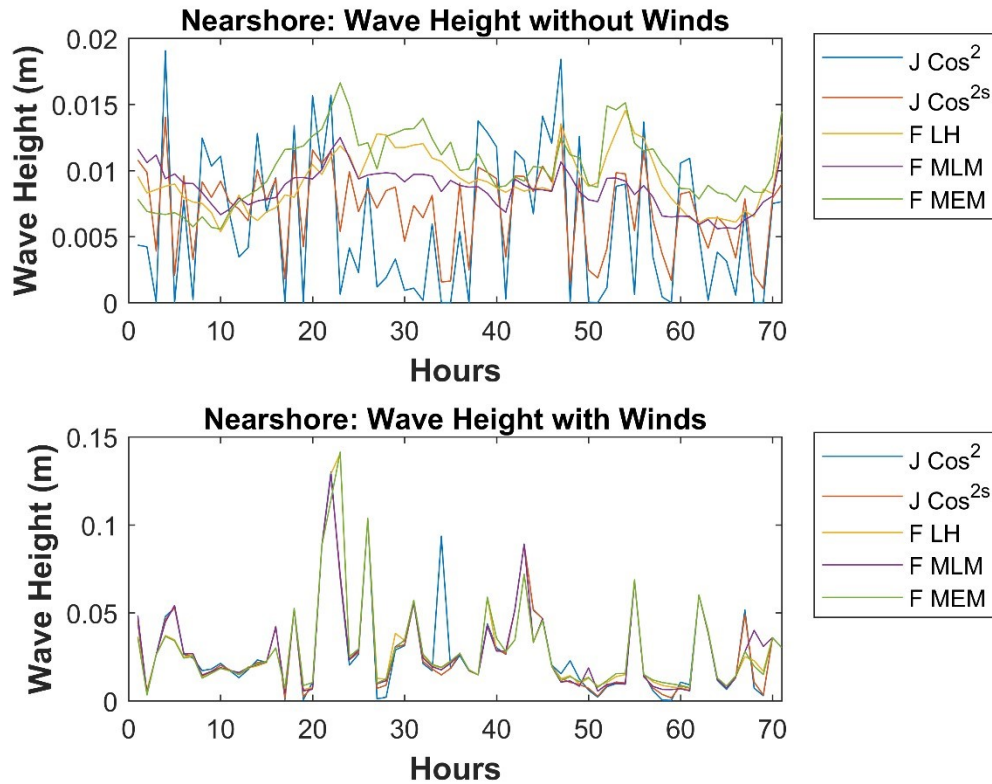 Nearshore: Wave Height without Winds
Wave Height (m)
0.02
0.015
0.01
0.005
0
0 10 20 30 40 50 60 70
Hours
J Cos²
J Cos²ˢ
F LH
F MLM
F MEM
Nearshore: Wave Height with Winds
Wave Height (m)
0.15
0.1
0.05
0
0 10 20 30 40 50 60 70
Hours
J Cos²
J Cos²ˢ
F LH
F MLM
F MEM